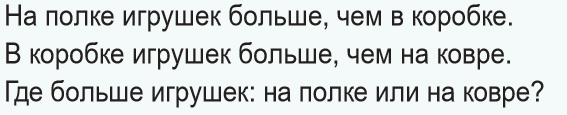 На полке игрушек больше, чем в коробке.
В коробке игрушек больше, чем на ковре.
Где больше игрушек: на полке или на ковре?